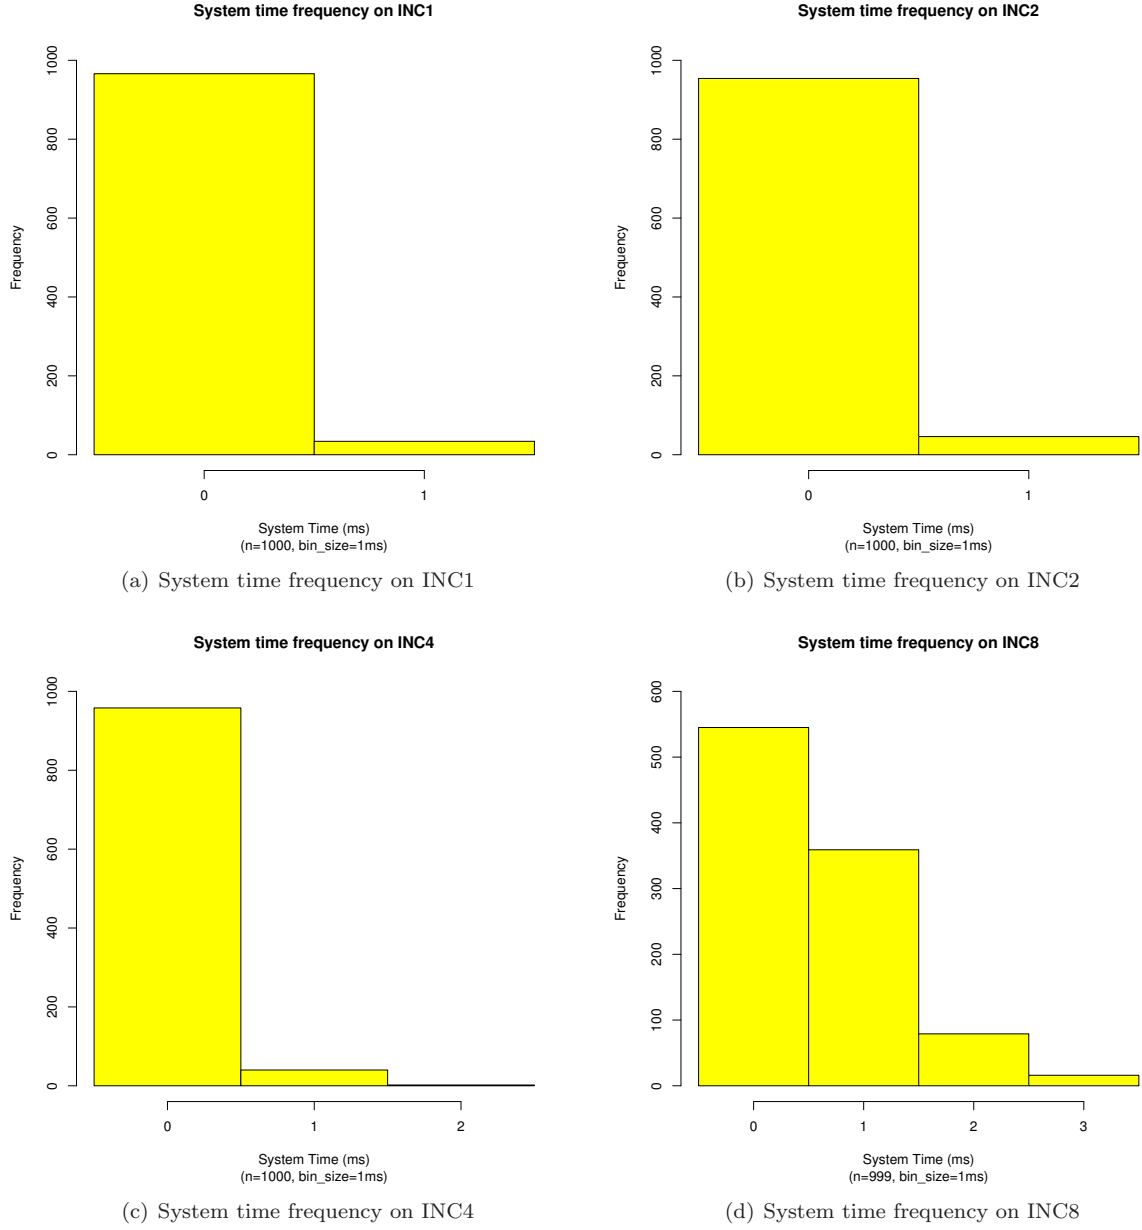 System time frequency on INC1
1000
800
600
400
200
0
Frequency
0 1
System Time (ms)
(n=1000, bin_size=1ms)
(a) System time frequency on INC1
System time frequency on INC2
1000
800
600
400
200
0
Frequency
0 1
System Time (ms)
(n=1000, bin_size=1ms)
(b) System time frequency on INC2
System time frequency on INC4
1000
800
600
400
200
0
Frequency
0 1 2
System Time (ms)
(n=1000, bin_size=1ms)
(c) System time frequency on INC4
System time frequency on INC8
600
500
400
300
200
100
0
Frequency
0 1 2 3
System Time (ms)
(n=999, bin_size=1ms)
(d) System time frequency on INC8